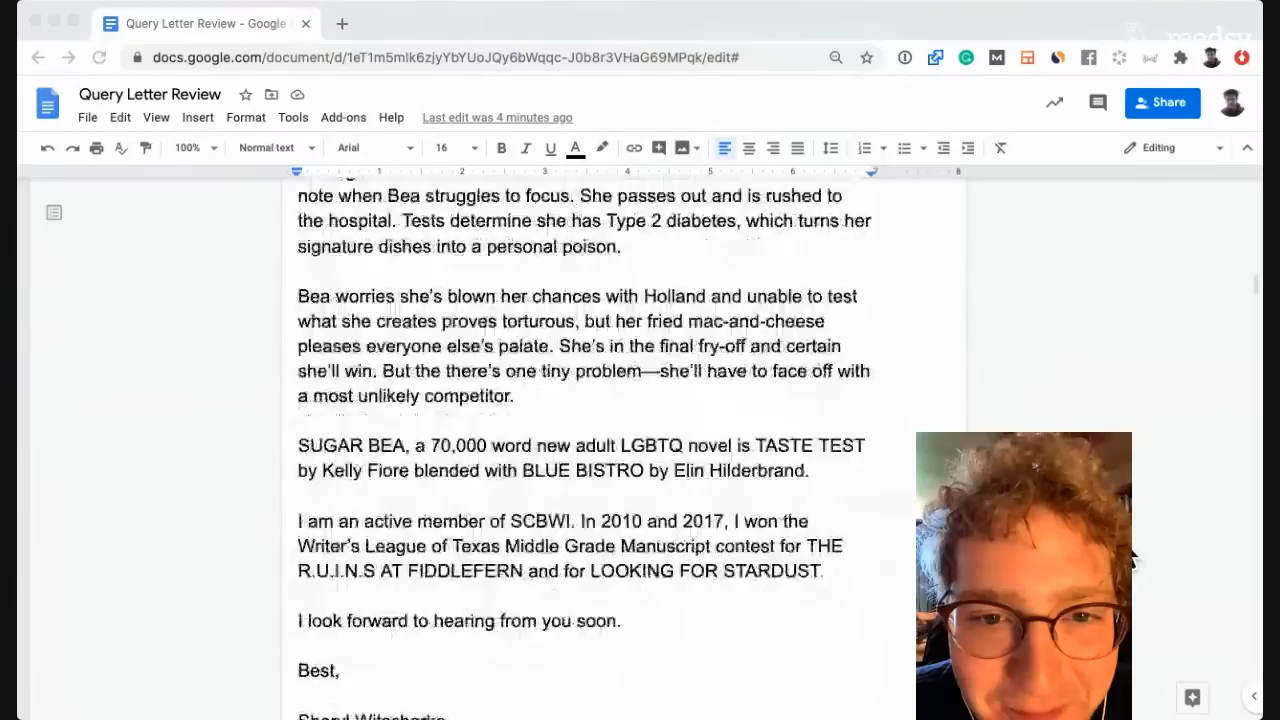 Query Letter Review - Google
docs.google.com/document/d/1eT1m5mlk6zjyYbYUoJQy6bWqqc-J0b8r3VHaG69MPqk/edit#
Query Letter Review
File Edit View Insert Format Tools Add-ons Help Last edit was 4 minutes ago
Share
100% Normal text Arial 16 Editing
1 2 3 4 5 6 7 8
note when Bea struggles to focus. She passes out and is rushed to
the hospital. Tests determine she has Type 2 diabetes, which turns her
signature dishes into a personal poison.
Bea worries she's blown her chances with Holland and unable to test
what she creates proves torturous, but her fried mac-and-cheese
pleases everyone else's palate. She's in the final fry-off and certain
she'll win. But the there's one tiny problem—she'll have to face off with
a most unlikely competitor.
SUGAR BEA, a 70,000 word new adult LGBTQ novel is TASTE TEST
by Kelly Fiore blended with BLUE BISTRO by Elin Hilderbrand.
I am an active member of SCBWI. In 2010 and 2017, I won the
Writer's League of Texas Middle Grade Manuscript contest for THE
R.U.I.N.S AT FIDDLEFERN and for LOOKING FOR STARDUST.
I look forward to hearing from you soon.
Best,